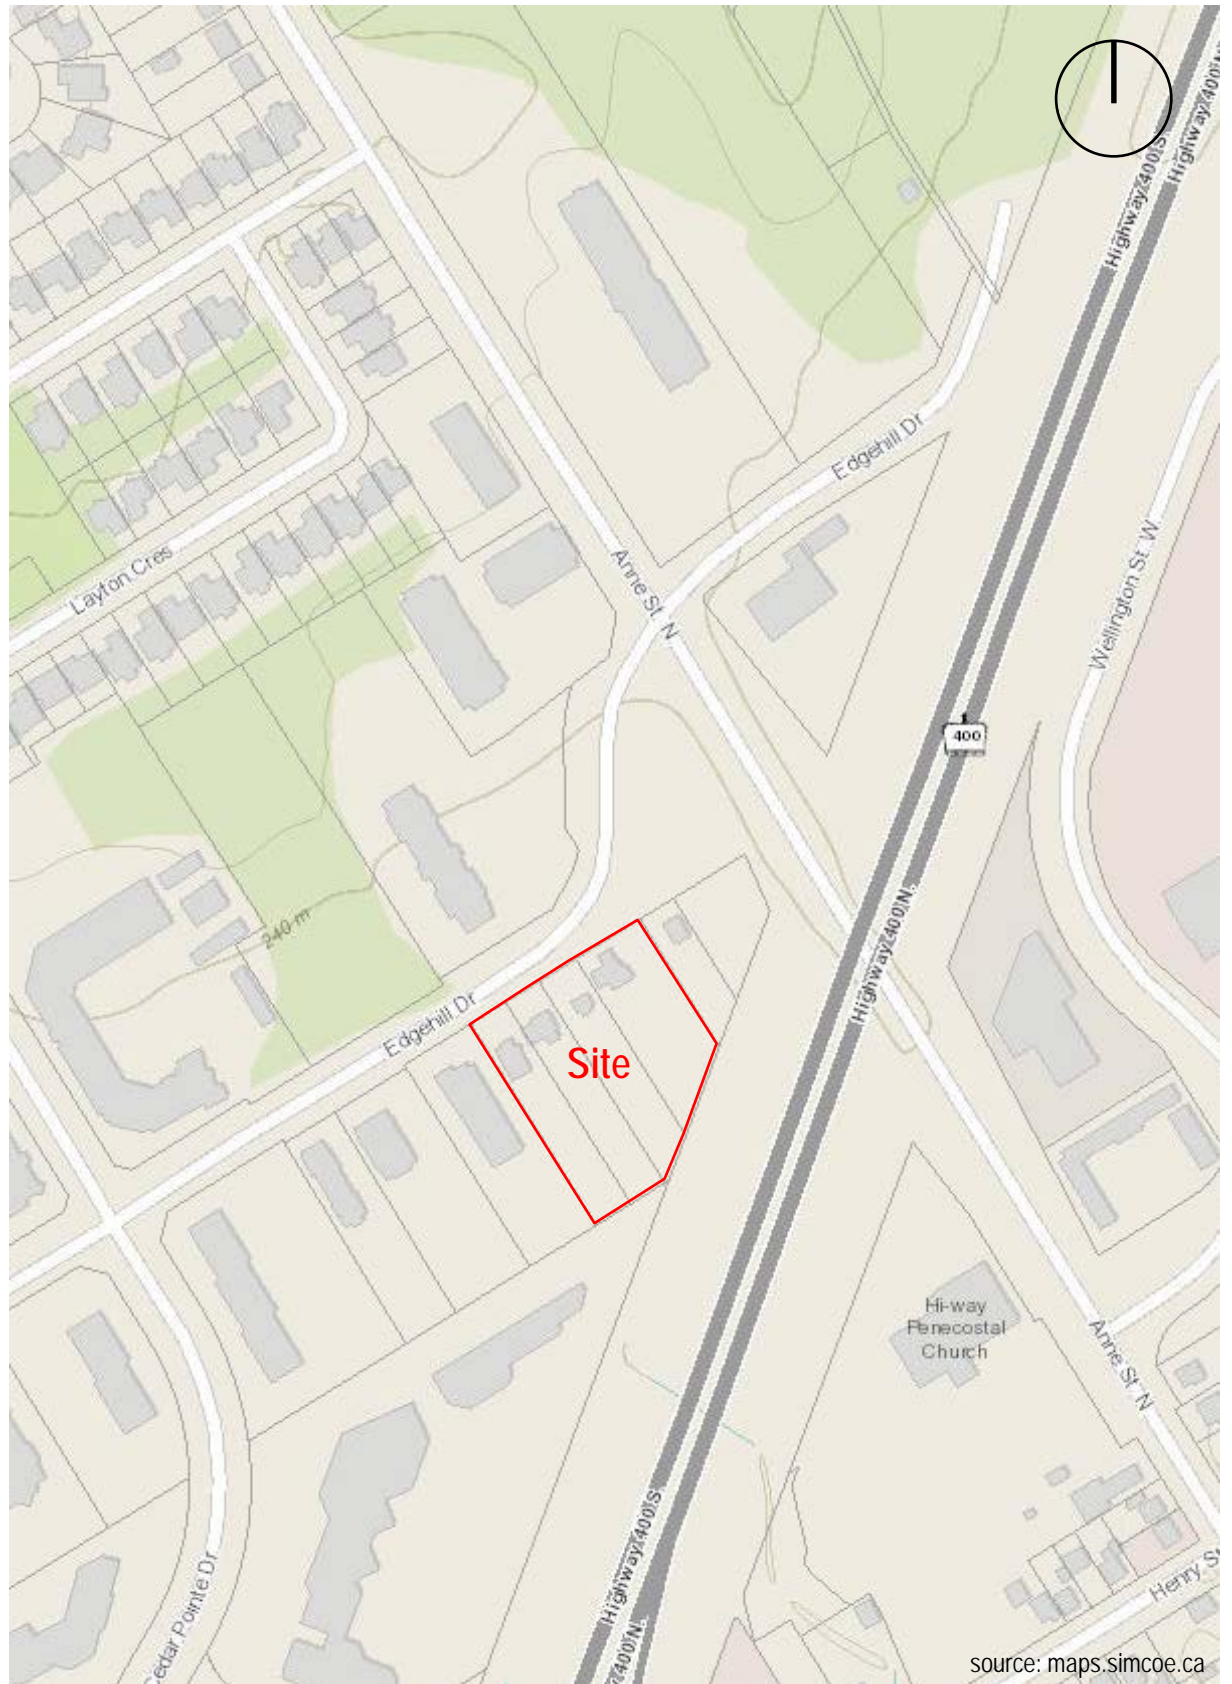 Highway 400 N
Highway 400 S
Edgehill Dr
Anne St. N
Layton Cres
Wellington St. W
400
Highway 400 N.
240 m
Edgehill Dr
Site
Hi-way
Penecostal
Church
Anne St. N
Highway 400 S
400 N.
Cedar Pointe Dr
Henry St
source: maps.simcoe.ca